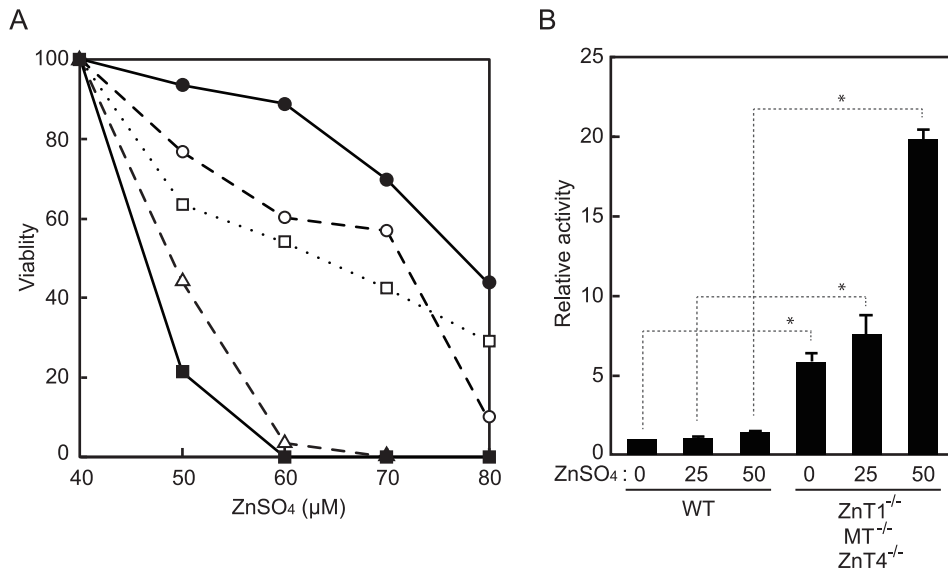 A
100
80
60
40
20
0
Viablity
40 50 60 70 80
ZnSO4 (µM)
B
25
20
15
10
5
0
Relative activity
*
*
*
ZnSO4 : 0 25 50 0 25 50
WT
ZnT1-/-
MT-/-
ZnT4-/-